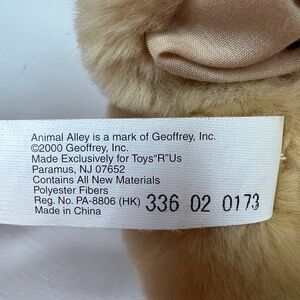 Animal Alley is a mark of Geoffrey, Inc.
©2000 Geoffrey, Inc.
Made Exclusively for Toys"R"Us
Paramus, NJ 07652
Contains All New Materials
Polyester Fibers
Reg. No. PA-8806 (HK) 336 02 0173
Made in China